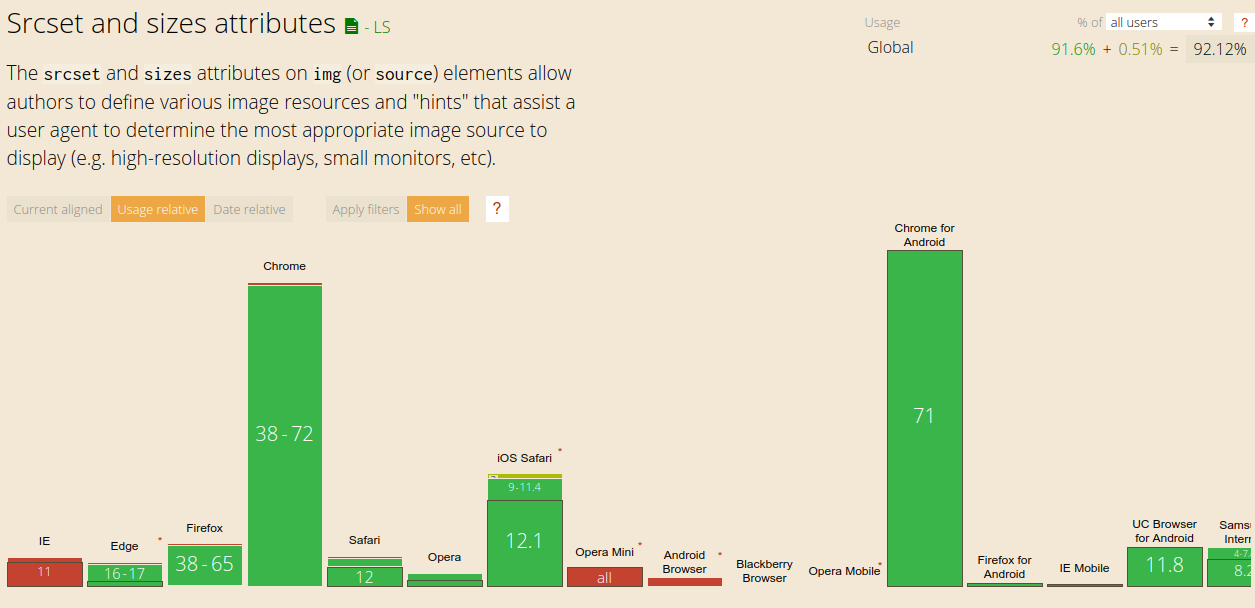 Srcset and sizes attributes - LS
Usage % of all users ?
Global 91.6% + 0.51% = 92.12%
The srcset and sizes attributes on img (or source) elements allow
authors to define various image resources and "hints" that assist a
user agent to determine the most appropriate image source to
display (e.g. high-resolution displays, small monitors, etc).
Current aligned Usage relative Date relative Apply filters Show all ?
IE
11
Edge *
16-17
Firefox
38-65
Chrome
38-72
Safari
12
Opera
iOS Safari *
9-11.4
12.1
Opera Mini *
all
Android *
Browser
Blackberry
Browser
Opera Mobile *
Chrome for
Android
71
Firefox for
Android
IE Mobile
UC Browser
for Android
11.8
Sams
Interr
4-7.
8.2